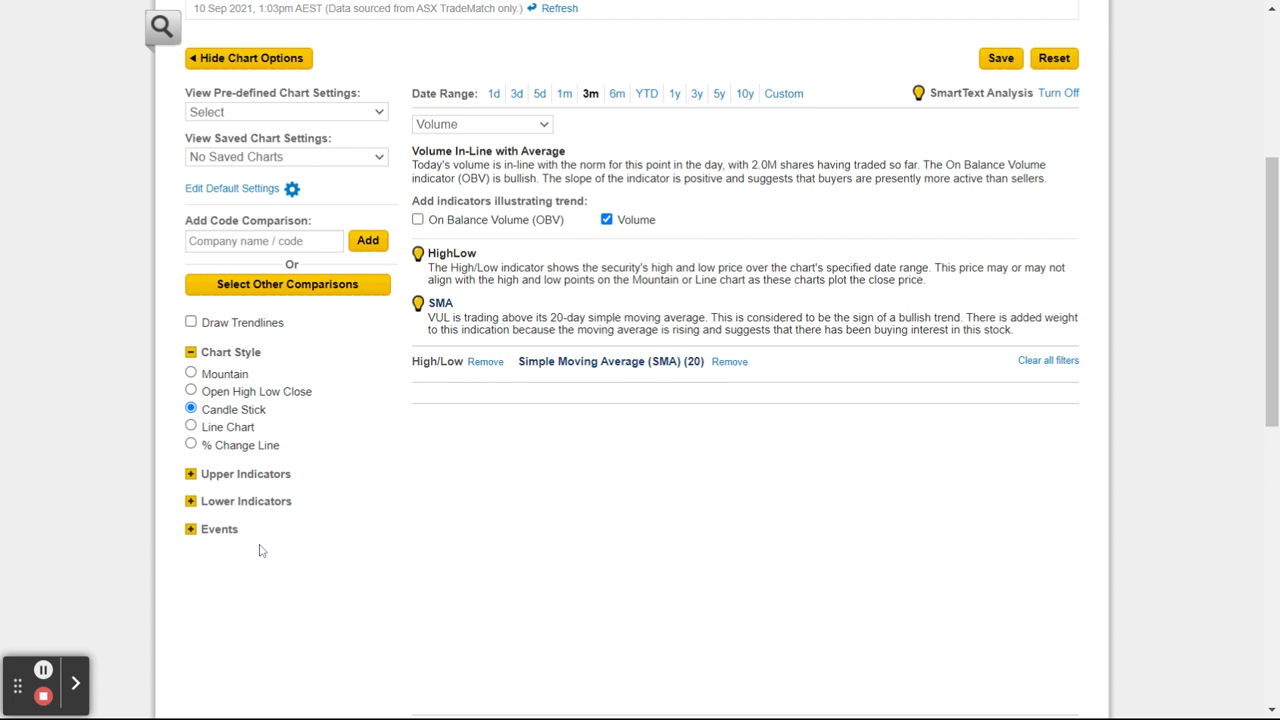 10 Sep 2021, 1:03pm AEST (Data sourced from ASX TradeMatch only.) Refresh
Hide Chart Options
Save
Reset
View Pre-defined Chart Settings:
Select
View Saved Chart Settings:
No Saved Charts
Edit Default Settings
Add Code Comparison:
Company name / code
Add
Or
Select Other Comparisons
Draw Trendlines
Chart Style
Mountain
Open High Low Close
Candle Stick
Line Chart
% Change Line
Upper Indicators
Lower Indicators
Events
Date Range: 1d 3d 5d 1m 3m 6m YTD 1y 3y 5y 10y Custom
SmartText Analysis Turn Off
Volume
Volume In-Line with Average
Today's volume is in-line with the norm for this point in the day, with 2.0M shares having traded so far. The On Balance Volume
indicator (OBV) is bullish. The slope of the indicator is positive and suggests that buyers are presently more active than sellers.
Add indicators illustrating trend:
On Balance Volume (OBV) Volume
HighLow
The High/Low indicator shows the security's high and low price over the chart's specified date range. This price may or may not
align with the high and low points on the Mountain or Line chart as these charts plot the close price.
SMA
VUL is trading above its 20-day simple moving average. This is considered to be the sign of a bullish trend. There is added weight
to this indication because the moving average is rising and suggests that there has been buying interest in this stock.
High/Low Remove Simple Moving Average (SMA) (20) Remove Clear all filters